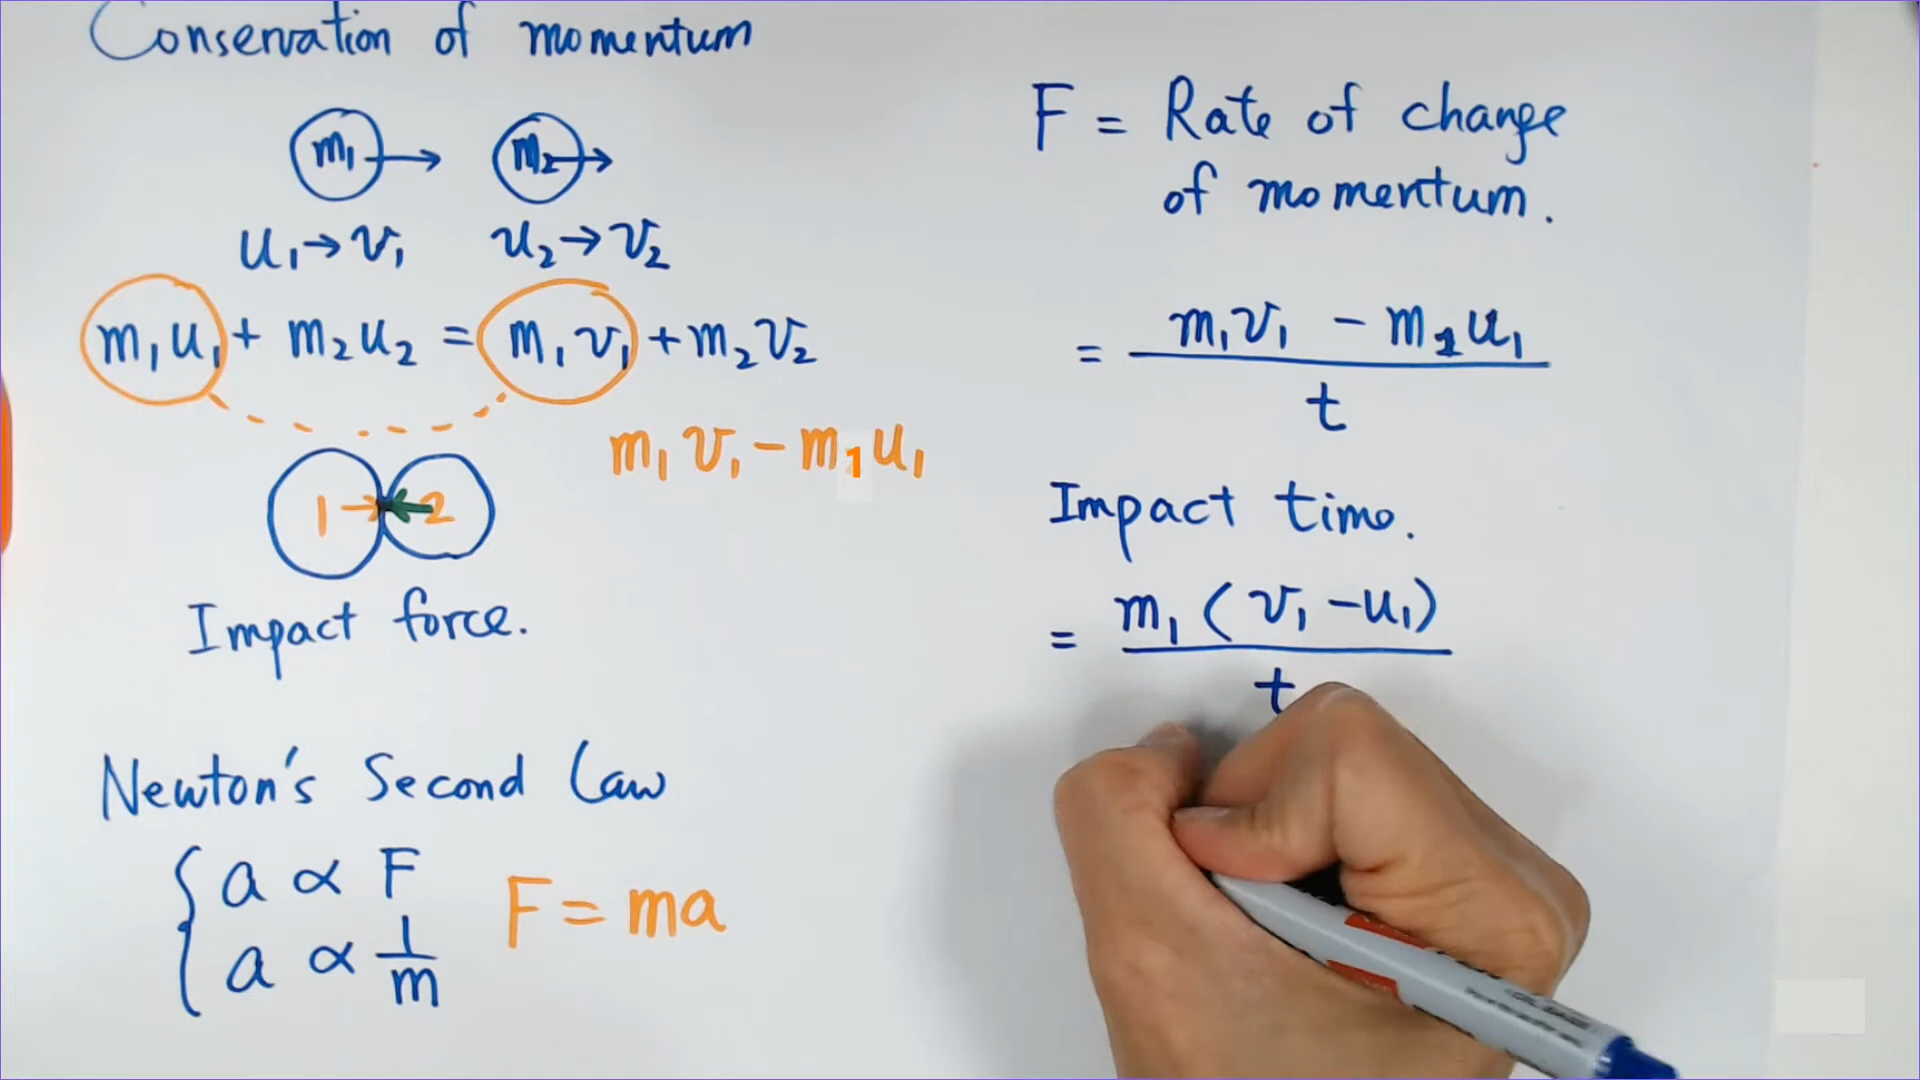 Conservation of momentum
m₁ → m₂ →
u₁→v₁ u₂→v₂
m₁u₁ + m₂u₂ = m₁v₁ + m₂v₂
m₁v₁ - m₁u₁
1 → ← 2
Impact force.
Newton's Second Law
{ a ∝ F
a ∝ 1/m
F = ma
F = Rate of change
of momentum.
= (m₁v₁ - m₁u₁)/t
Impact time.
= m₁(v₁ - u₁)/t